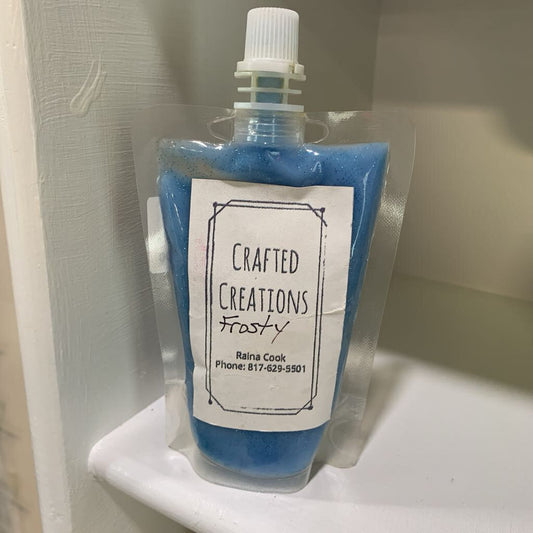 CRAFTED
CREATIONS
Frosty
Raina Cook
Phone: 817-629-5501